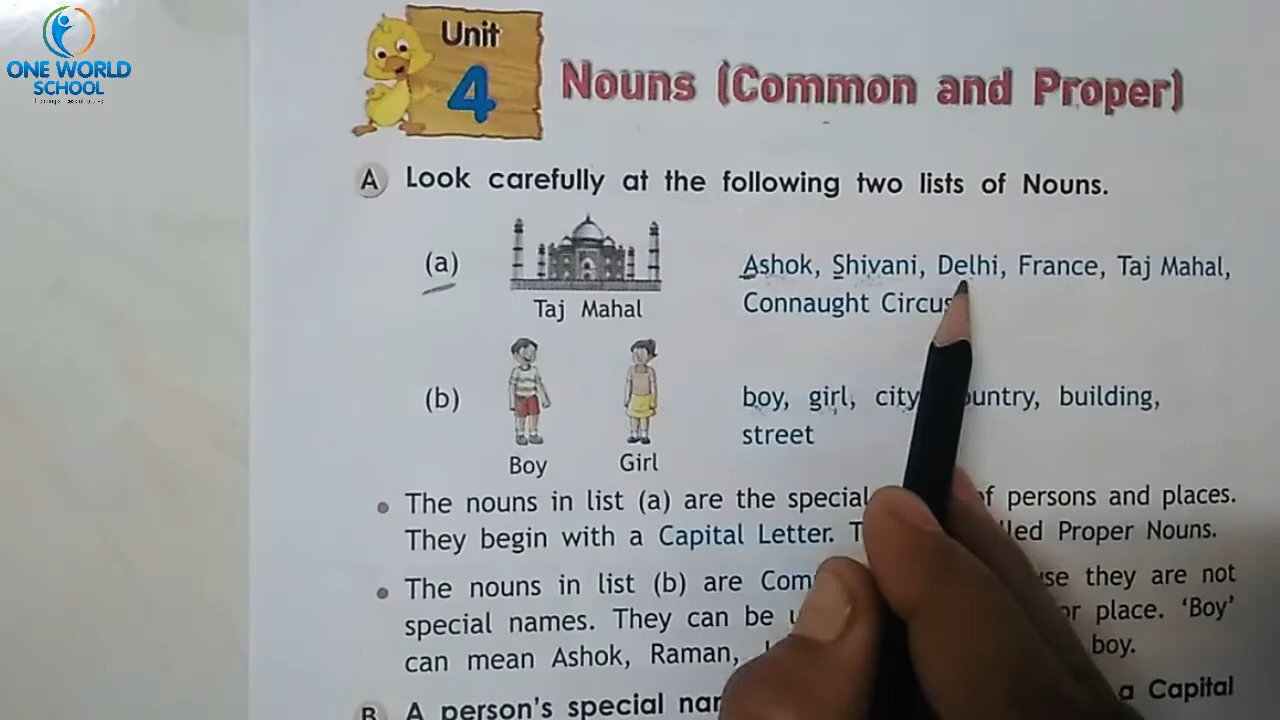 ONE WORLD
SCHOOL
Unit
4
Nouns (Common and Proper)
A Look carefully at the following two lists of Nouns.
(a)
Ashok, Shivani, Delhi, France, Taj Mahal,
Connaught Circus
Taj Mahal
(b)
boy, girl, city, country, building,
street
Boy Girl
• The nouns in list (a) are the special of persons and places.
They begin with a Capital Letter. Proper Nouns.
• The nouns in list (b) are they are not
special names. They can be or place. ‘Boy’
can mean Ashok, Raman, boy.
B A person's special a Capital